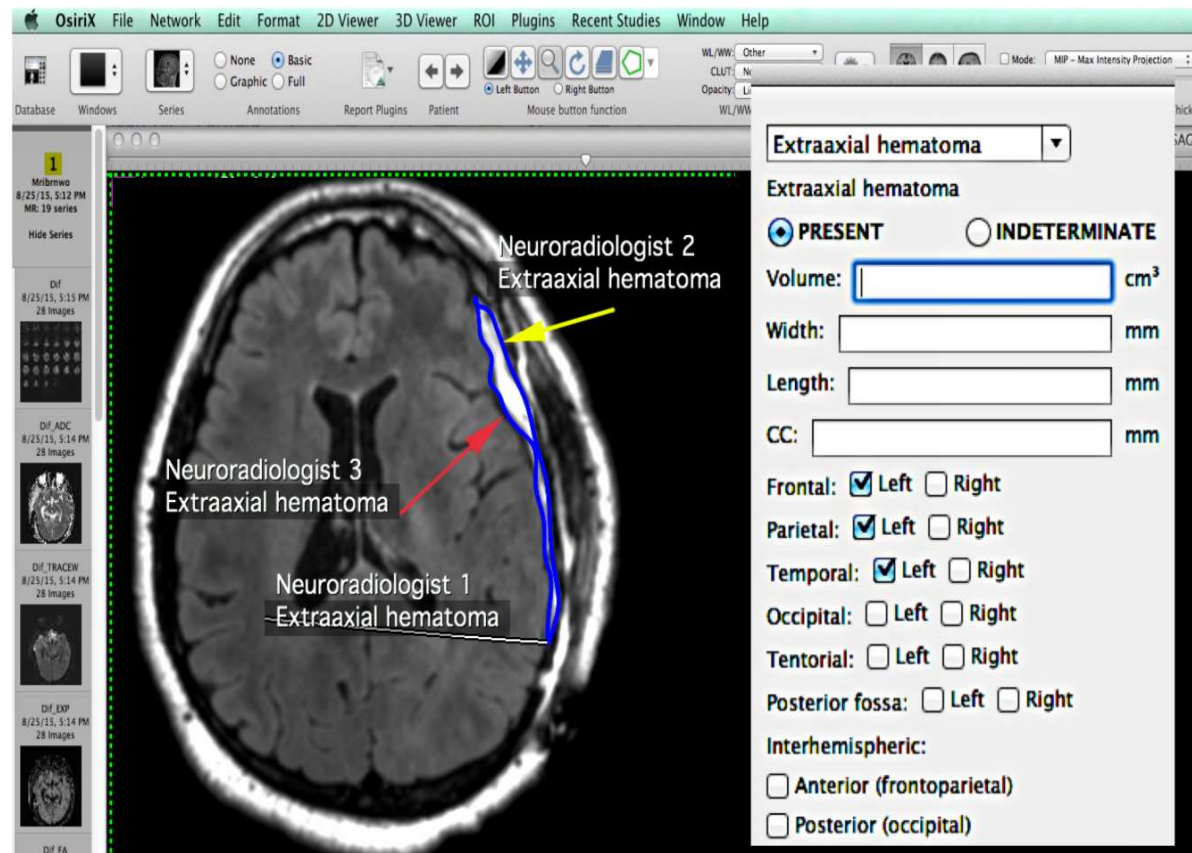 OsiriX File Network Edit Format 2D Viewer 3D Viewer ROI Plugins Recent Studies Window Help
None Basic
Graphic Full
Left Button Right Button
WL/WW: Other
CLUT:
Opacity:
Mode: MIP - Max Intensity Projection
Database Windows Series Annotations Report Plugins Patient Mouse button function
1
Mribrnwo
8/25/15, 5:12 PM
MR: 19 series
Hide Series
Dif
8/25/15, 5:15 PM
28 Images
Dif_ADC
8/25/15, 5:14 PM
28 Images
Dif_TRACEW
8/25/15, 5:14 PM
28 Images
Dif_EXP
8/25/15, 5:14 PM
28 Images
Dif_FA
Neuroradiologist 2
Extraaxial hematoma
Neuroradiologist 3
Extraaxial hematoma
Neuroradiologist 1
Extraaxial hematoma
Extraaxial hematoma
Extraaxial hematoma
PRESENT INDETERMINATE
Volume: cm³
Width: mm
Length: mm
CC: mm
Frontal: Left Right
Parietal: Left Right
Temporal: Left Right
Occipital: Left Right
Tentorial: Left Right
Posterior fossa: Left Right
Interhemispheric:
Anterior (frontoparietal)
Posterior (occipital)